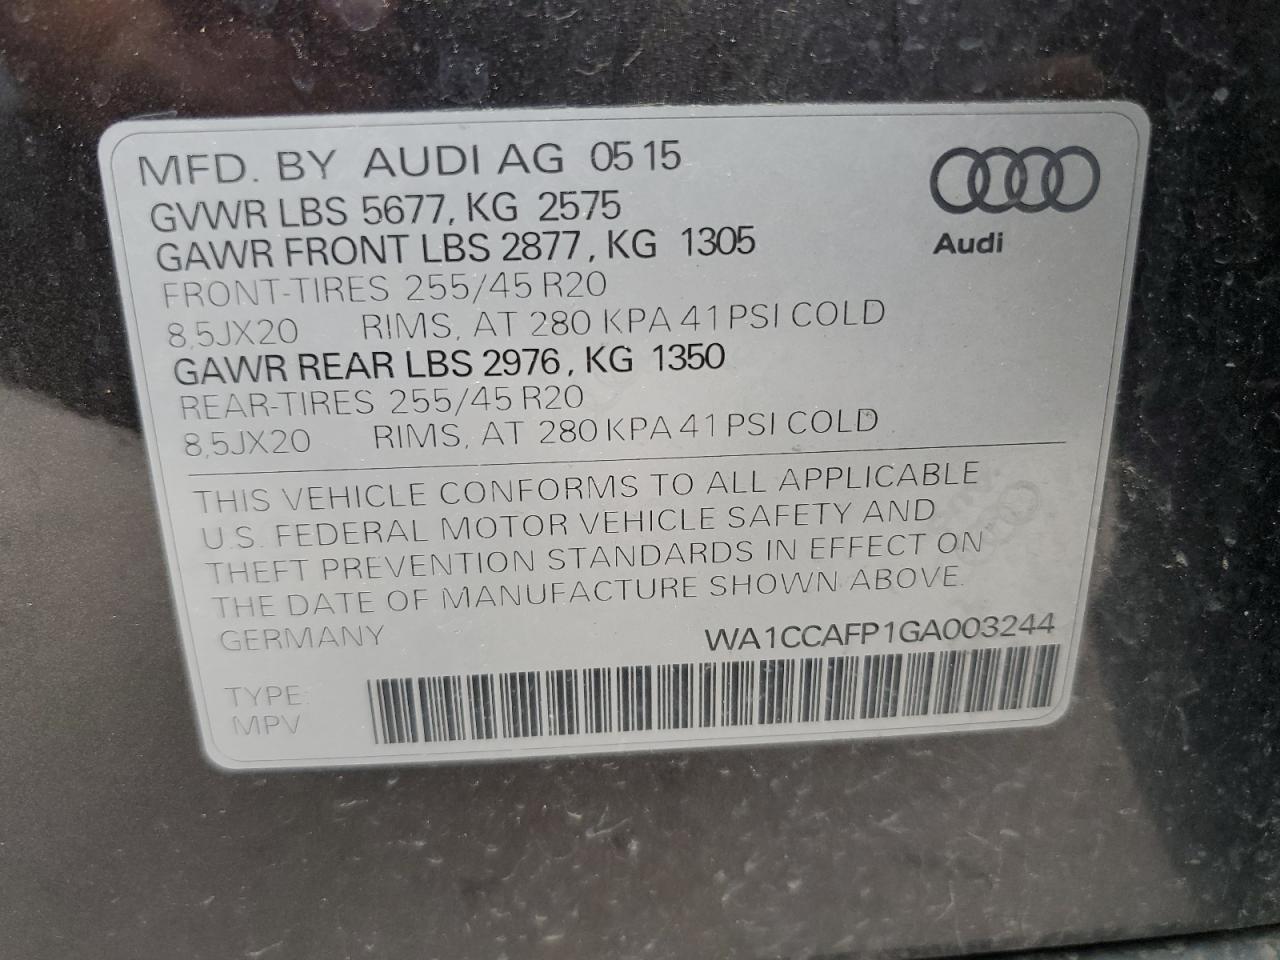 MFD. BY AUDI AG 05 15
GVWR LBS 5677, KG 2575
GAWR FRONT LBS 2877, KG 1305
FRONT-TIRES 255/45 R20
8,5JX20 RIMS, AT 280 KPA 41 PSI COLD
GAWR REAR LBS 2976, KG 1350
REAR-TIRES 255/45 R20
8,5JX20 RIMS, AT 280 KPA 41 PSI COLD
Audi
THIS VEHICLE CONFORMS TO ALL APPLICABLE
U.S. FEDERAL MOTOR VEHICLE SAFETY AND
THEFT PREVENTION STANDARDS IN EFFECT ON
THE DATE OF MANUFACTURE SHOWN ABOVE.
GERMANY WA1CCAFP1GA003244
TYPE:
MPV